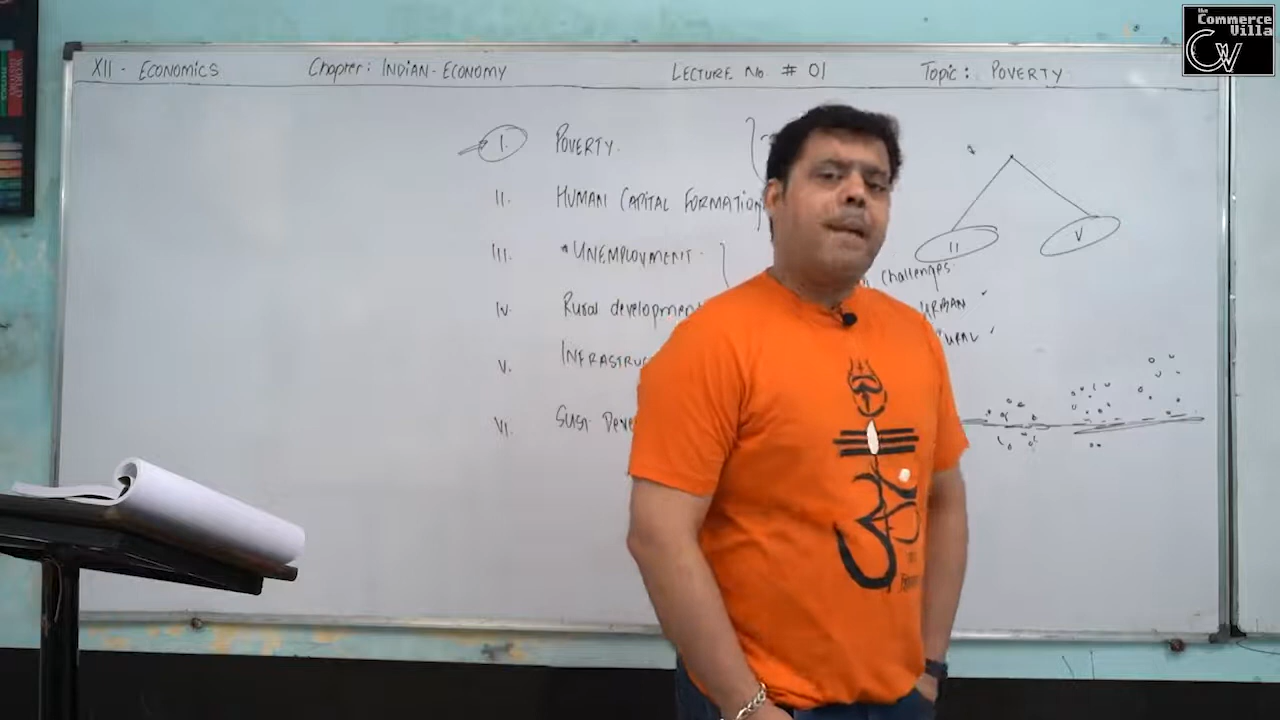 the
Commerce
Villa
CV
XII - ECONOMICS Chapter: INDIAN-ECONOMY LECTURE No # 01 Topic: POVERTY
I. POVERTY.
II. HUMAN CAPITAL FORMATION
III. *UNEMPLOYMENT.
IV. Rural development
V. INFRASTRUC
VI. SUST DEVE
II V
challenges.
URBAN ✓
RURAL ✓
ॐ